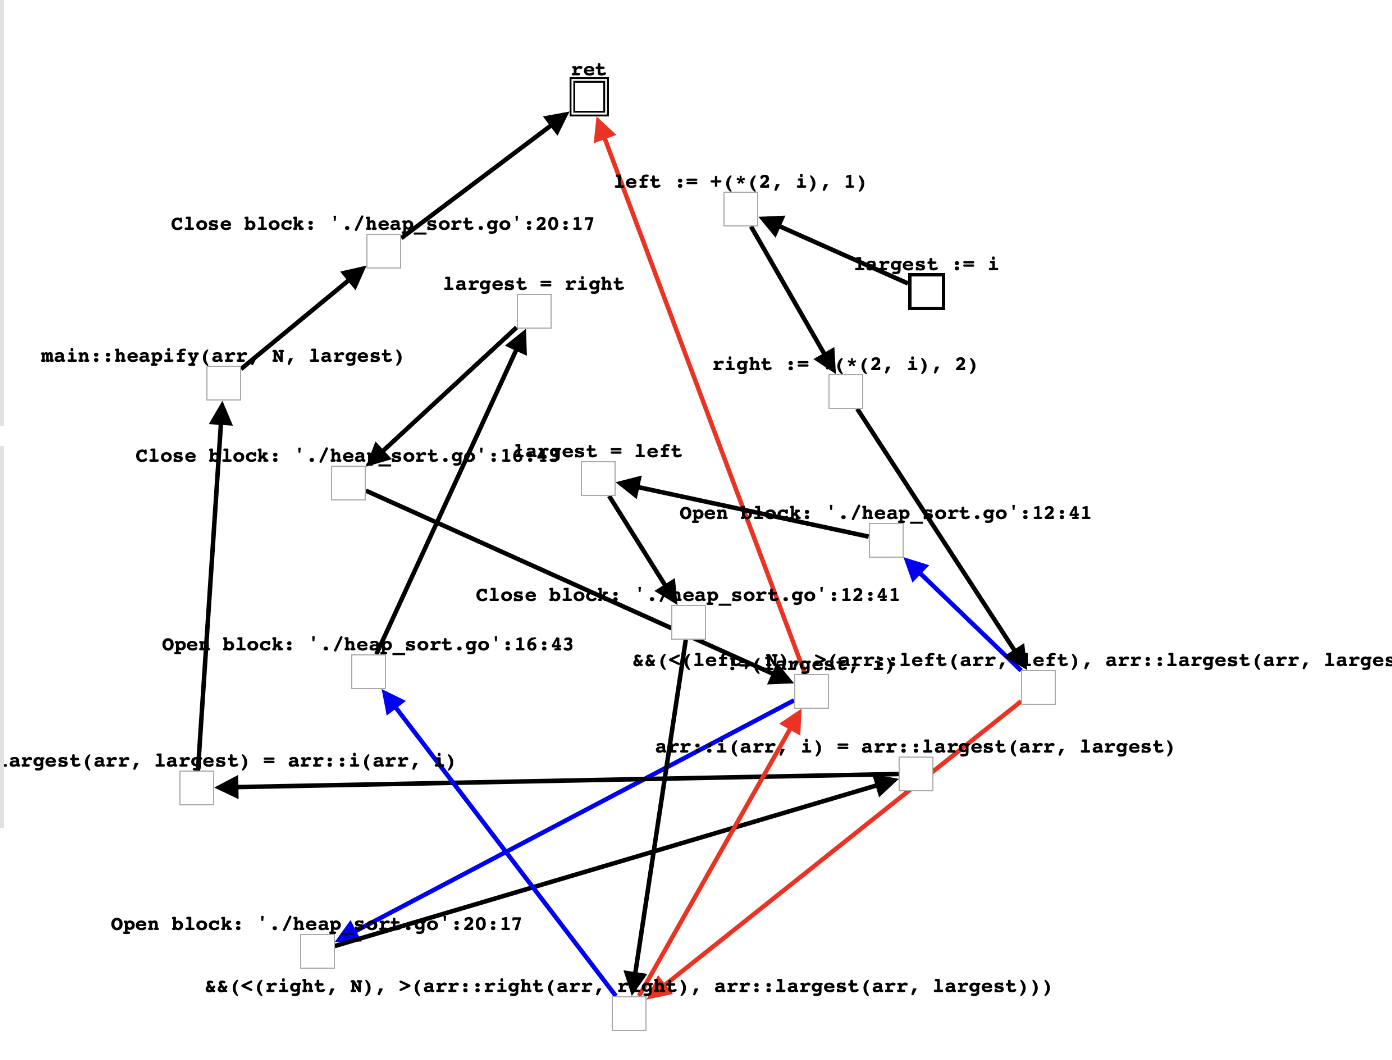 ret
left := +(*(2, i), 1)
Close block: './heap_sort.go':20:17
largest := i
largest = right
main::heapify(arr, N, largest)
right := (*(2, i), 2)
largest = left
Close block: './heap_sort.go':16:43
Open block: './heap_sort.go':12:41
Close block: './heap_sort.go':12:41
Open block: './heap_sort.go':16:43
&&(<(left, N), >(arr::left(arr, left), arr::largest(arr, larges
(largest, i)
arr::i(arr, i) = arr::largest(arr, largest)
largest(arr, largest) = arr::i(arr, i)
Open block: './heap_sort.go':20:17
&&(<(right, N), >(arr::right(arr, right), arr::largest(arr, largest)))